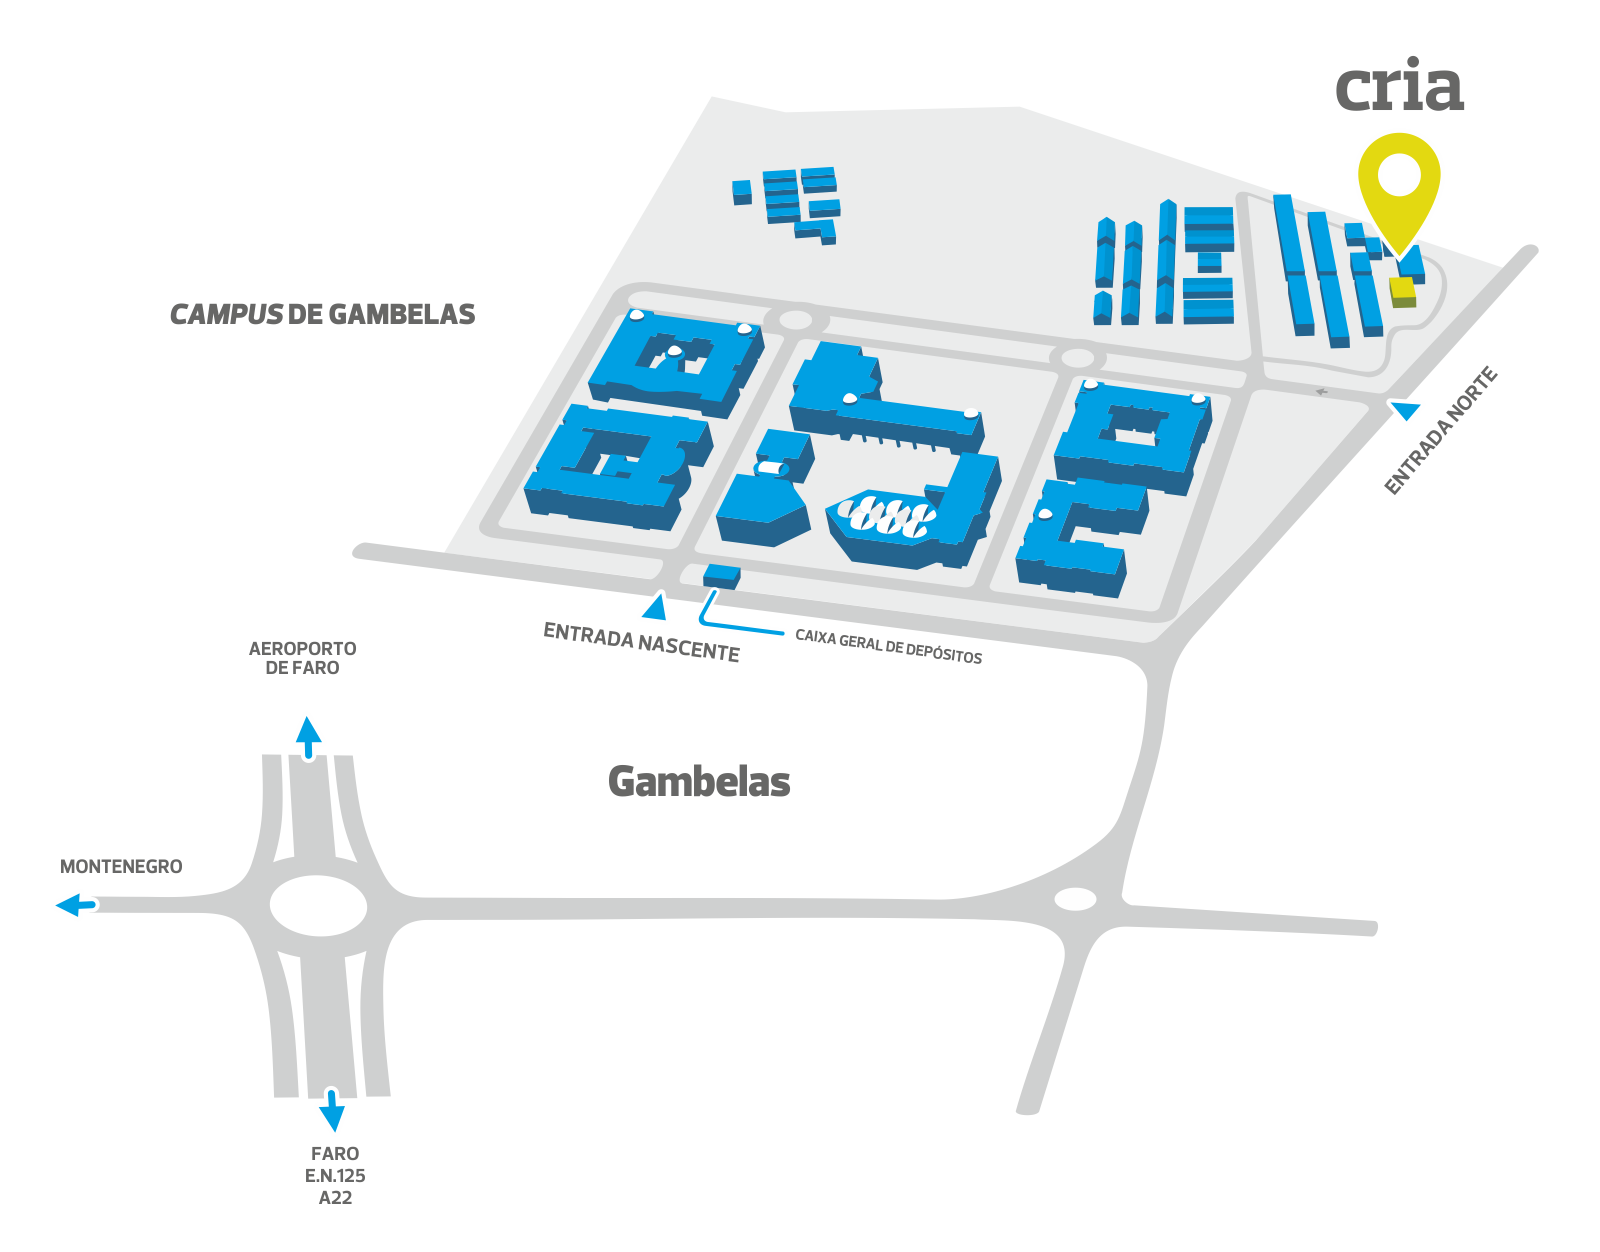 cria
CAMPUS DE GAMBELAS
ENTRADA NORTE
ENTRADA NASCENTE
CAIXA GERAL DE DEPÓSITOS
AEROPORTO
DE FARO
Gambelas
MONTENEGRO
FARO
E.N.125
A22